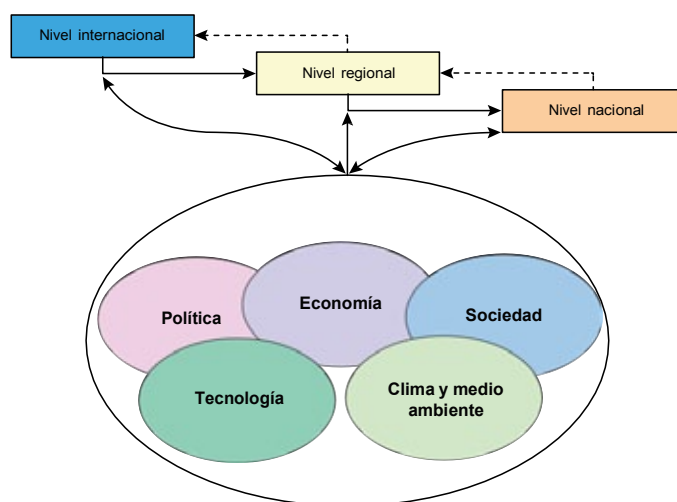 Nivel internacional
Nivel regional
Nivel nacional
Economía
Política
Sociedad
Tecnología
Clima y medio
ambiente